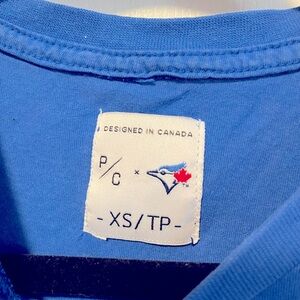 DESIGNED IN CANADA
P/C ×
- XS/TP -